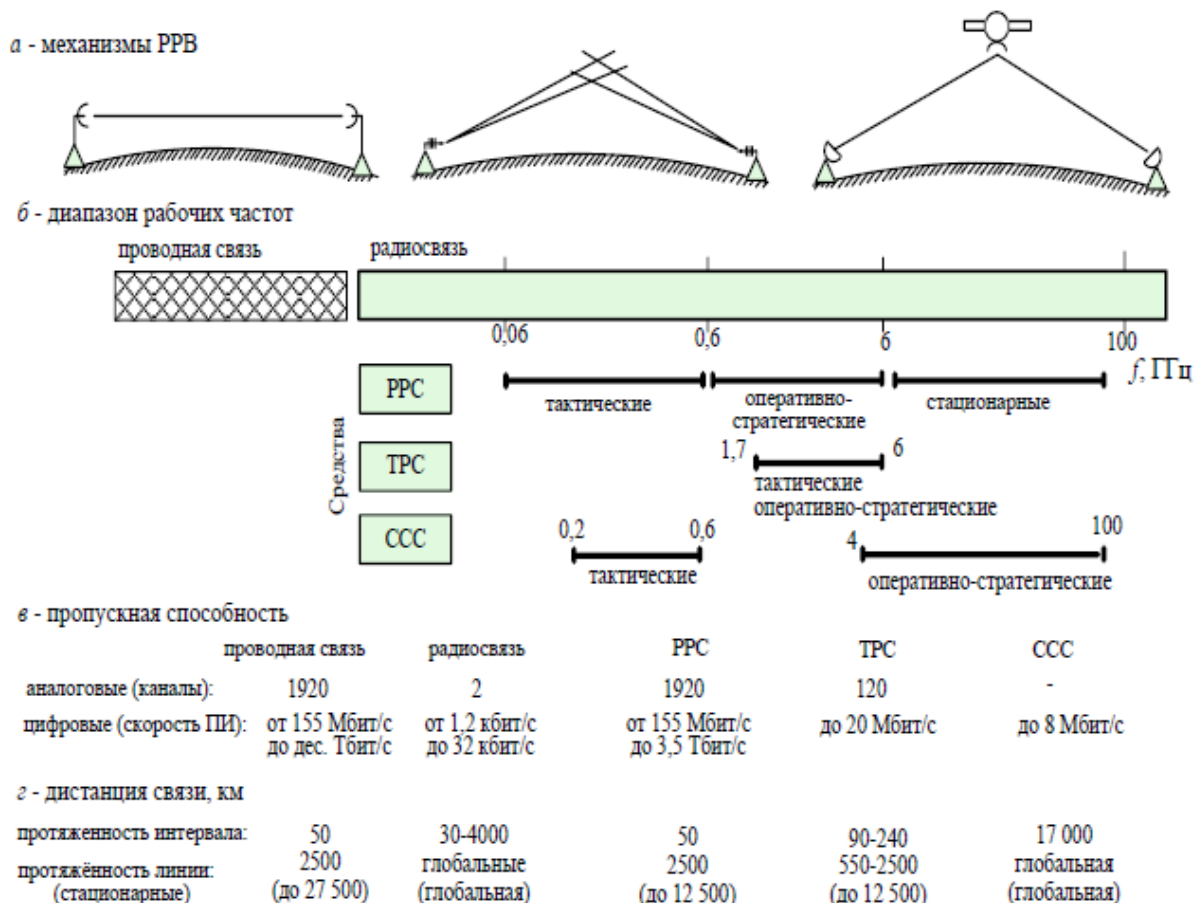 а - механизмы РРВ
б - диапазон рабочих частот
проводная связь радиосвязь
0,06 0,6 6 100
f, ГГц
Средства
РРС
тактические оперативно-
стратегические
стационарные
ТРС
1,7 6
тактические
оперативно-стратегические
ССС
0,2 0,6 4 100
тактические оперативно-стратегические
в - пропускная способность
проводная связь радиосвязь РРС ТРС ССС
аналоговые (каналы): 1920 2 1920 120 -
цифровые (скорость ПИ): от 155 Мбит/с от 1,2 кбит/с от 155 Мбит/с до 20 Мбит/с до 8 Мбит/с
до дес. Тбит/с до 32 кбит/с до 3,5 Тбит/с
г - дистанция связи, км
протяженность интервала: 50 30-4000 50 90-240 17 000
протяжённость линии: 2500 глобальные 2500 550-2500 глобальная
(стационарные) (до 27 500) (глобальная) (до 12 500) (до 12 500) (глобальная)